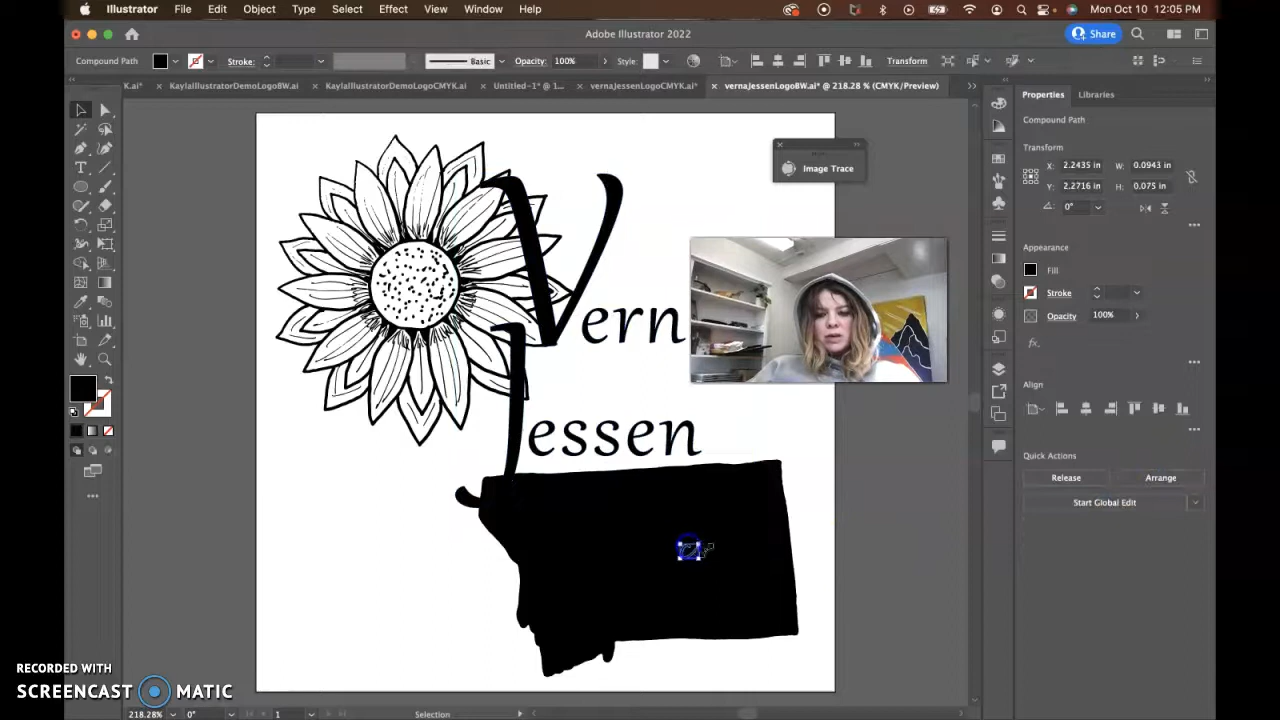 Illustrator File Edit Object Type Select Effect View Window Help Mon Oct 10 12:05 PM
Adobe Illustrator 2022 Share
Compound Path Stroke: Basic Opacity: 100% Style: Transform
K.ai* × KaylaIllustratorDemoLogoBW.ai × KaylaIllustratorDemoLogoCMYK.ai × Untitled-1* @ 1... × vernaJessenLogoCMYK.ai* × vernaJessenLogoBW.ai* @ 218.28 % (CMYK/Preview)
Properties Libraries
Compound Path
Transform
X: 2.2435 in W: 0.0943 in
Y: 2.2716 in H: 0.075 in
0°
Image Trace
Appearance
Fill
Stroke
Opacity 100%
fx.
Align
Quick Actions
Release Arrange
Start Global Edit
Vern
Jessen
RECORDED WITH
SCREENCAST MATIC
218.28% 0° 1 Selection